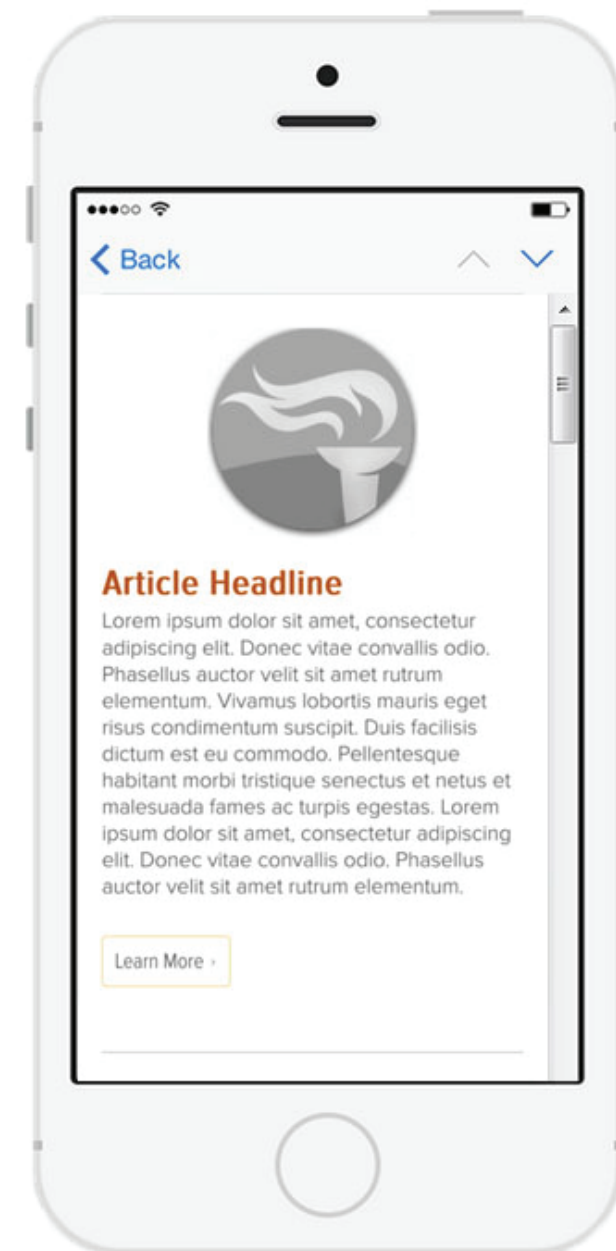 Back
Article Headline
Lorem ipsum dolor sit amet, consectetur
adipiscing elit. Donec vitae convallis odio.
Phasellus auctor velit sit amet rutrum
elementum. Vivamus lobortis mauris eget
risus condimentum suscipit. Duis facilisis
dictum est eu commodo. Pellentesque
habitant morbi tristique senectus et netus et
malesuada fames ac turpis egestas. Lorem
ipsum dolor sit amet, consectetur adipiscing
elit. Donec vitae convallis odio. Phasellus
auctor velit sit amet rutrum elementum.
Learn More ›